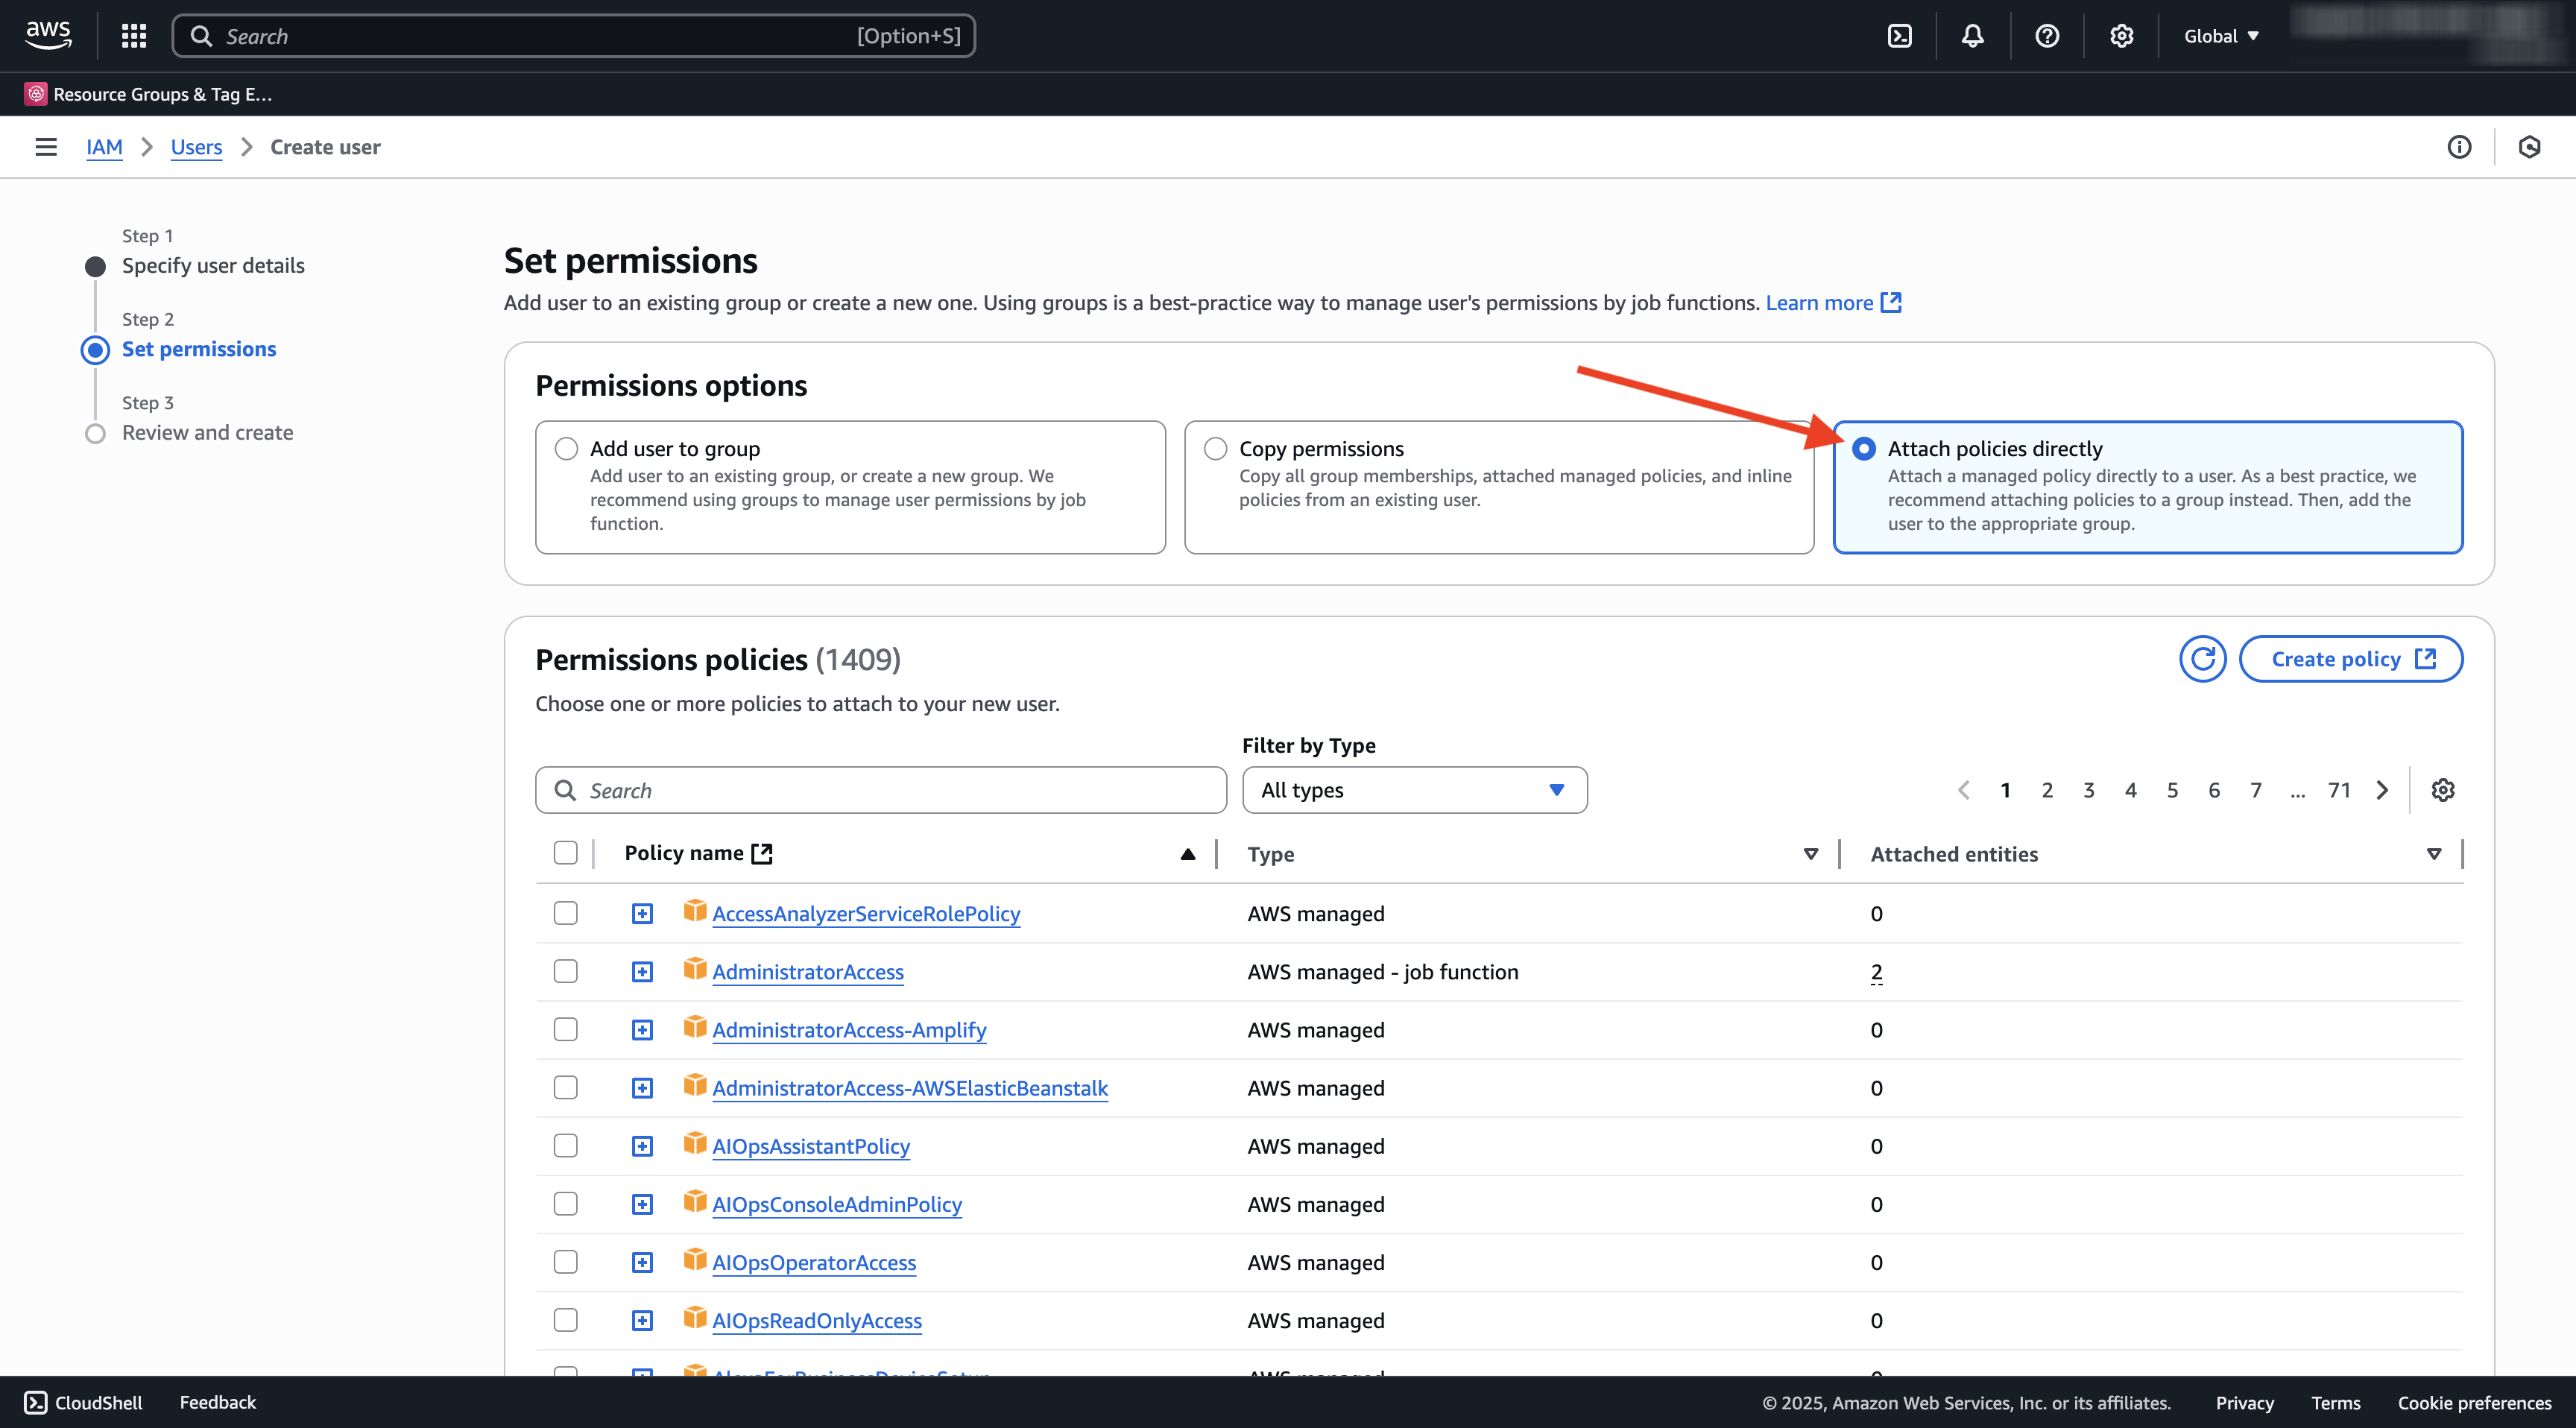 aws
Search
[Option+S]
Global
Resource Groups & Tag E...
IAM
Users
Create user
Step 1
Specify user details
Step 2
Set permissions
Step 3
Review and create
Set permissions
Add user to an existing group or create a new one. Using groups is a best-practice way to manage user's permissions by job functions. Learn more
Permissions options
Add user to group
Add user to an existing group, or create a new group. We
recommend using groups to manage user permissions by job
function.
Copy permissions
Copy all group memberships, attached managed policies, and inline
policies from an existing user.
Attach policies directly
Attach a managed policy directly to a user. As a best practice, we
recommend attaching policies to a group instead. Then, add the
user to the appropriate group.
Permissions policies (1409)
Create policy
Choose one or more policies to attach to your new user.
Filter by Type
Search
All types
1 2 3 4 5 6 7 ... 71
Policy name Type Attached entities
AccessAnalyzerServiceRolePolicy AWS managed 0
AdministratorAccess AWS managed - job function 2
AdministratorAccess-Amplify AWS managed 0
AdministratorAccess-AWSElasticBeanstalk AWS managed 0
AIOpsAssistantPolicy AWS managed 0
AIOpsConsoleAdminPolicy AWS managed 0
AIOpsOperatorAccess AWS managed 0
AIOpsReadOnlyAccess AWS managed 0
CloudShell Feedback © 2025, Amazon Web Services, Inc. or its affiliates. Privacy Terms Cookie preferences